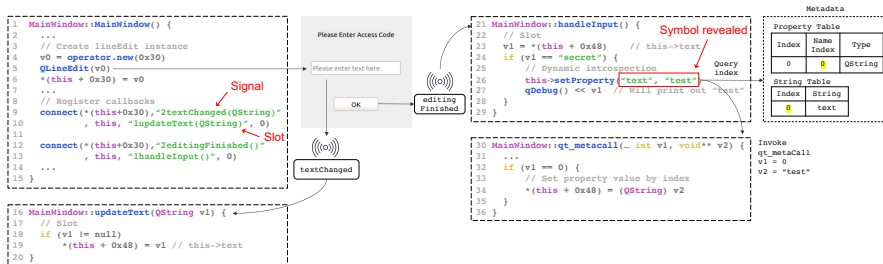 1 MainWindow::MainWindow() {
2 ...
3 // Create lineEdit instance
4 v0 = operator.new(0x30)
5 QLineEdit(v0)
6 *(this + 0x30) = v0
7 ...
8 // Register callbacks
9 connect(*(this+0x30),"2textChanged(QString)"
10 , this, "1updateText(QString)", 0)
11
12 connect(*(this+0x30),"2editingFinished()"
13 , this, "1handleInput()", 0)
14 ...
15 }
Signal
Slot
16 MainWindow::updateText(QString v1) {
17 // Slot
18 if (v1 != null)
19 *(this + 0x48) = v1 // this->text
20 }
Please Enter Access Code
Please enter text here.
OK
textChanged
editing
Finished
21 MainWindow::handleInput() {
22 // Slot
23 v1 = *(this + 0x48) // this->text
24 if (v1 == "secret") {
25 // Dynamic introspection
26 this->setProperty("text", "test")
27 qDebug() << v1 // Will print out "test"
28 }
29 }
Symbol revealed
Query
index
30 MainWindow::qt_metacall(… int v1, void** v2) {
31 ...
32 if (v1 == 0) {
33 // Set property value by index
34 *(this + 0x48) = (QString) v2
35 }
36 }
Metadata
Property Table
Index Name Index Type
0 0 QString
String Table
Index String
0 text
Invoke
qt_metaCall
v1 = 0
v2 = "test"